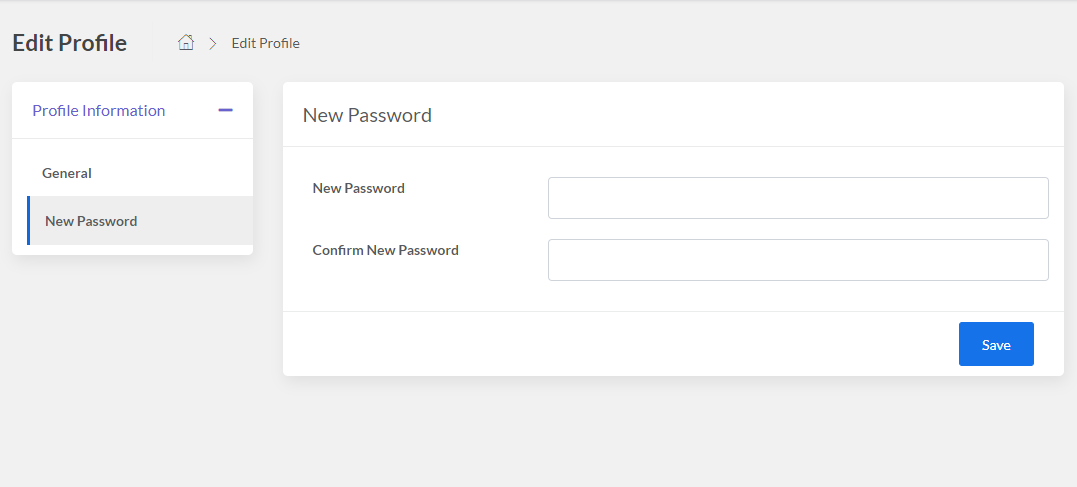 Edit Profile
Edit Profile
Profile Information
General
New Password
New Password
New Password
Confirm New Password
Save